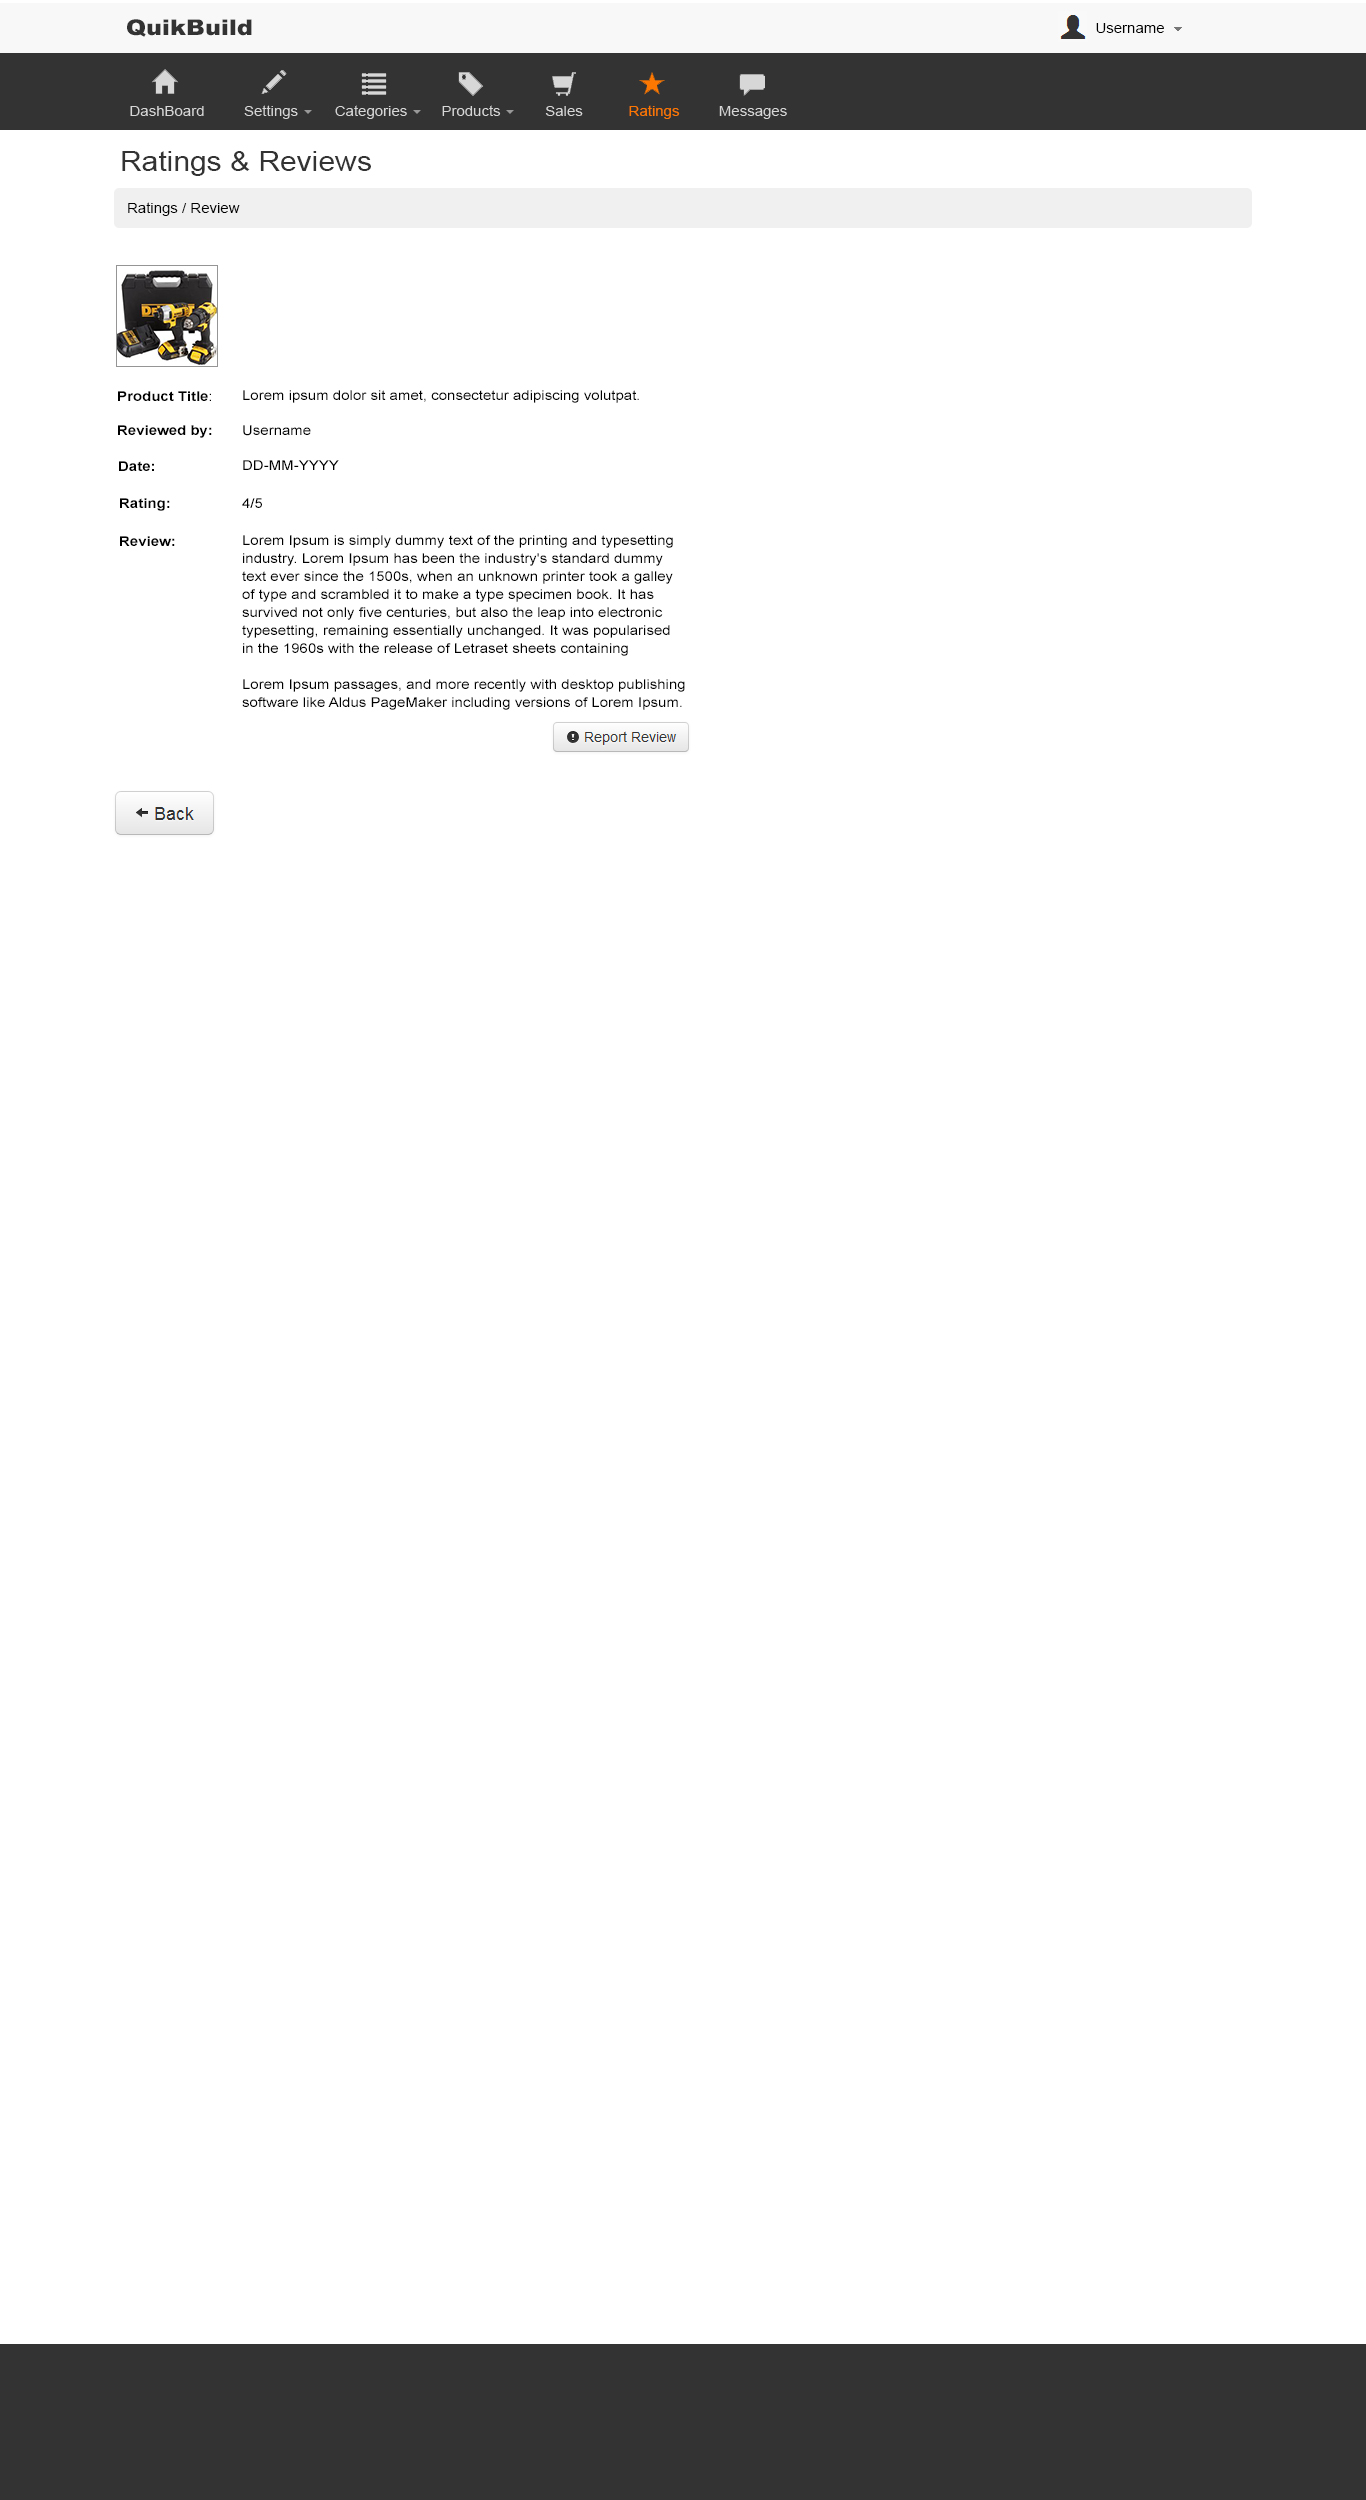 QuikBuild
Username
DashBoard
Settings
Categories
Products
Sales
Ratings
Messages
Ratings & Reviews
Ratings / Review
Product Title:
Lorem ipsum dolor sit amet, consectetur adipiscing volutpat.
Reviewed by:
Username
Date:
DD-MM-YYYY
Rating:
4/5
Review:
Lorem Ipsum is simply dummy text of the printing and typesetting
industry. Lorem Ipsum has been the industry's standard dummy
text ever since the 1500s, when an unknown printer took a galley
of type and scrambled it to make a type specimen book. It has
survived not only five centuries, but also the leap into electronic
typesetting, remaining essentially unchanged. It was popularised
in the 1960s with the release of Letraset sheets containing
Lorem Ipsum passages, and more recently with desktop publishing
software like Aldus PageMaker including versions of Lorem Ipsum.
Report Review
Back